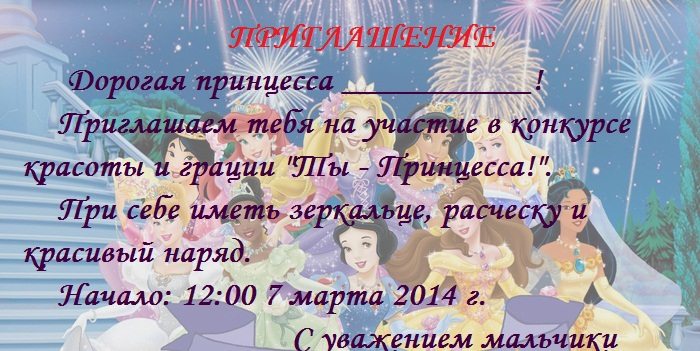 ПРИГЛАШЕНИЕ
Дорогая принцесса ___________!
Приглашаем тебя на участие в конкурсе
красоты и грации "Ты - Принцесса!".
При себе иметь зеркальце, расческу и
красивый наряд.
Начало: 12:00 7 марта 2014 г.
С уважением мальчики